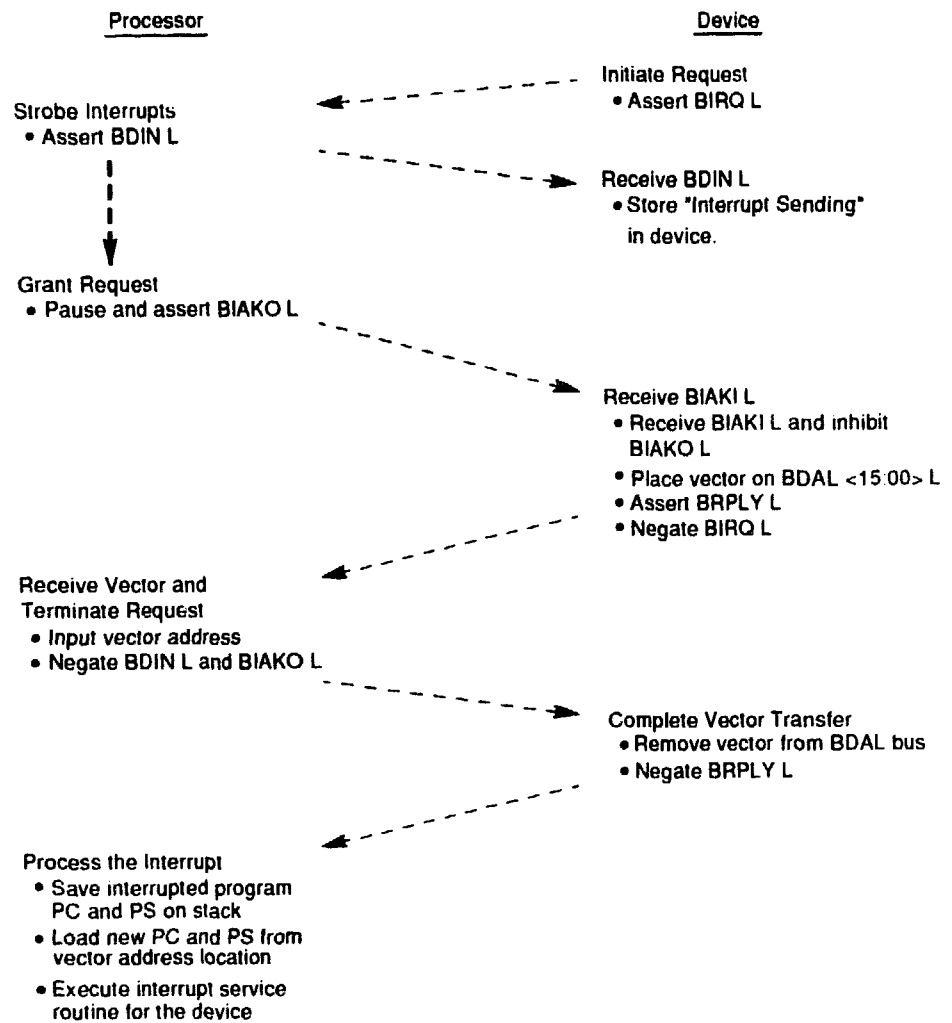 Processor
Device
Initiate Request
• Assert BIRQ L
Strobe Interrupts
• Assert BDIN L
Receive BDIN L
• Store "Interrupt Sending"
in device.
Grant Request
• Pause and assert BIAKO L
Receive BIAKI L
• Receive BIAKI L and inhibit
BIAKO L
• Place vector on BDAL <15:00> L
• Assert BRPLY L
• Negate BIRQ L
Receive Vector and
Terminate Request
• Input vector address
• Negate BDIN L and BIAKO L
Complete Vector Transfer
• Remove vector from BDAL bus
• Negate BRPLY L
Process the Interrupt
• Save interrupted program
PC and PS on stack
• Load new PC and PS from
vector address location
• Execute interrupt service
routine for the device